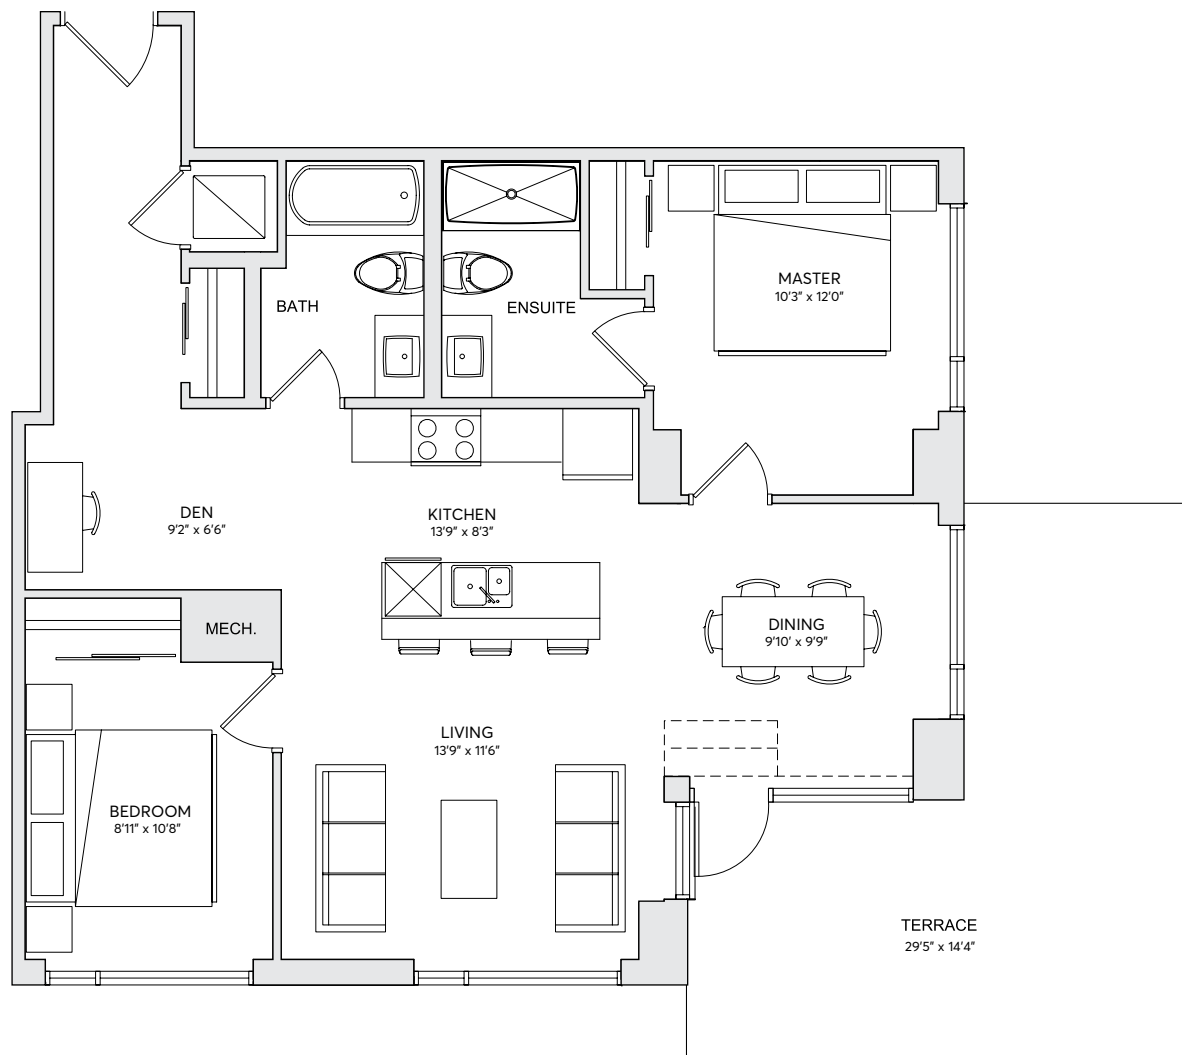 MASTER
10'3" x 12'0"
BATH
ENSUITE
DEN
9'2" x 6'6"
KITCHEN
13'9" x 8'3"
MECH.
DINING
9'10' x 9'9"
LIVING
13'9" x 11'6"
BEDROOM
8'11" x 10'8"
TERRACE
29'5" x 14'4"